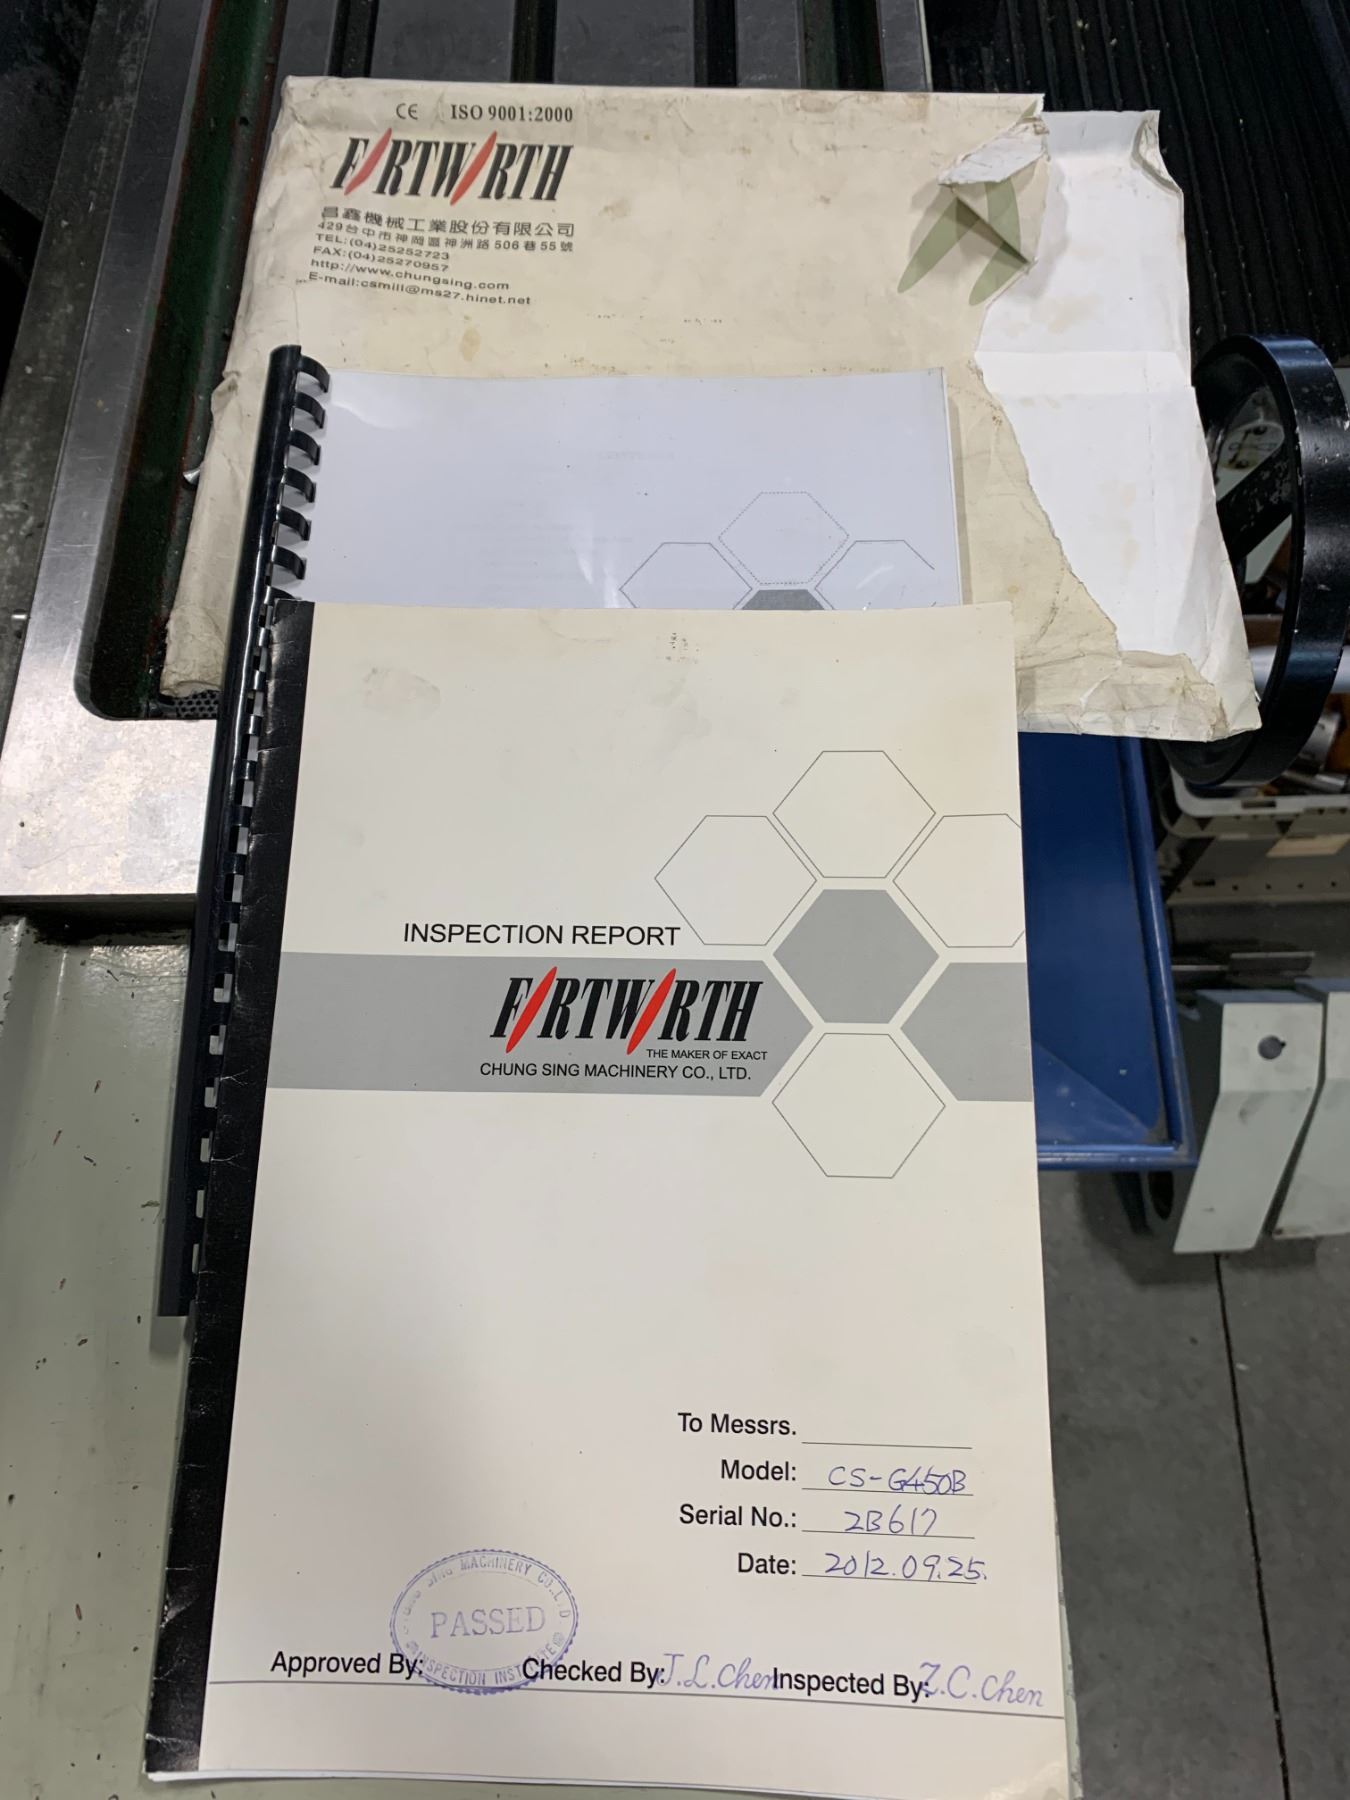 CE ISO 9001:2000
FORTWORTH
昌鑫機械工業股份有限公司
429台中市神岡區神洲路506巷55號
TEL:(04)25252723
FAX:(04)25270957
http://www.chungsing.com
E-mail:csmill@ms27.hinet.net
INSPECTION REPORT
FORTWORTH
THE MAKER OF EXACT
CHUNG SING MACHINERY CO., LTD.
To Messrs.
Model: CS-G450B
Serial No.: 2B617
Date: 2012.09.25.
SING MACHINERY CO.,LTD
PASSED
INSPECTION INSTITUTE
Approved By: Checked By: J.L.Chen Inspected By: Z.C.Chen